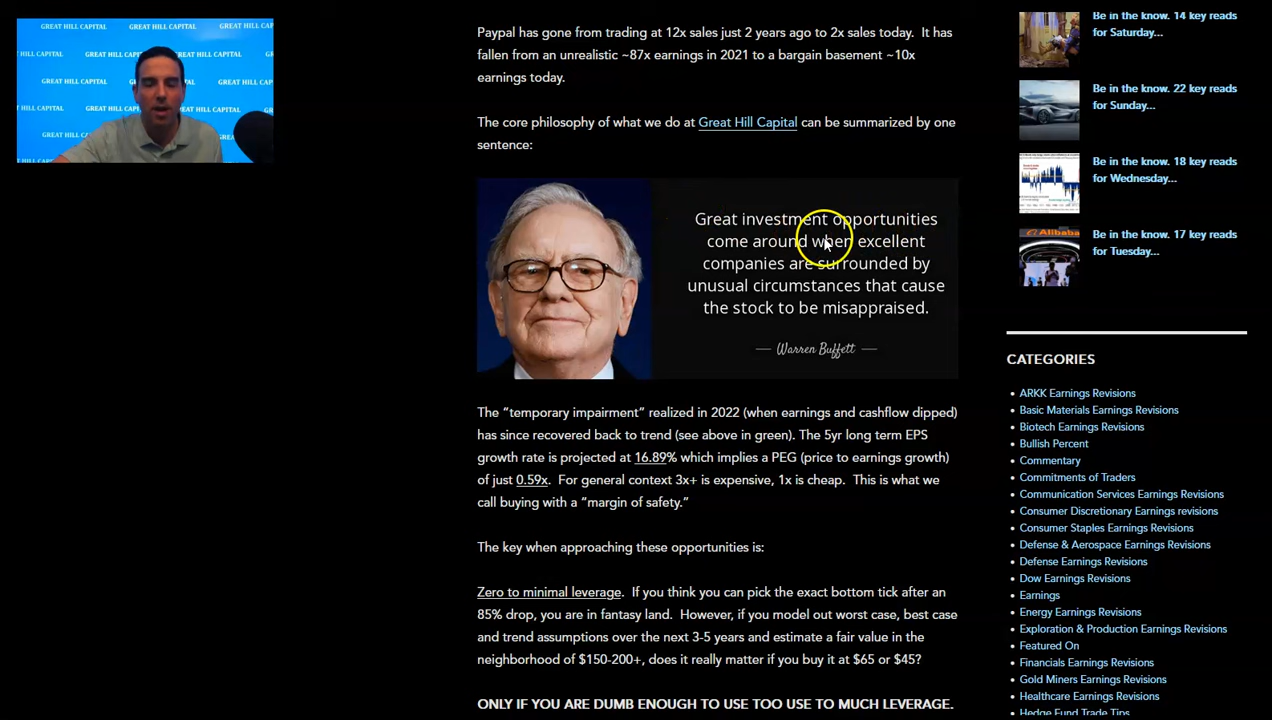 GREAT HILL CAPITAL
Paypal has gone from trading at 12x sales just 2 years ago to 2x sales today.  It has
fallen from an unrealistic ~87x earnings in 2021 to a bargain basement ~10x
earnings today.
The core philosophy of what we do at Great Hill Capital can be summarized by one
sentence:
Great investment opportunities
come around when excellent
companies are surrounded by
unusual circumstances that cause
the stock to be misappraised.
— Warren Buffett —
The “temporary impairment” realized in 2022 (when earnings and cashflow dipped)
has since recovered back to trend (see above in green). The 5yr long term EPS
growth rate is projected at 16.89% which implies a PEG (price to earnings growth)
of just 0.59x.  For general context 3x+ is expensive, 1x is cheap.  This is what we
call buying with a “margin of safety.”
The key when approaching these opportunities is:
Zero to minimal leverage.  If you think you can pick the exact bottom tick after an
85% drop, you are in fantasy land.  However, if you model out worst case, best case
and trend assumptions over the next 3-5 years and estimate a fair value in the
neighborhood of $150-200+, does it really matter if you buy it at $65 or $45?
ONLY IF YOU ARE DUMB ENOUGH TO USE TOO USE TO MUCH LEVERAGE.
Be in the know. 14 key reads
for Saturday...
Be in the know. 22 key reads
for Sunday...
Be in the know. 18 key reads
for Wednesday...
Alibaba
Be in the know. 17 key reads
for Tuesday...
CATEGORIES
ARKK Earnings Revisions
Basic Materials Earnings Revisions
Biotech Earnings Revisions
Bullish Percent
Commentary
Commitments of Traders
Communication Services Earnings Revisions
Consumer Discretionary Earnings revisions
Consumer Staples Earnings Revisions
Defense & Aerospace Earnings Revisions
Defense Earnings Revisions
Dow Earnings Revisions
Earnings
Energy Earnings Revisions
Exploration & Production Earnings Revisions
Featured On
Financials Earnings Revisions
Gold Miners Earnings Revisions
Healthcare Earnings Revisions
Hedge Fund Trade Tips